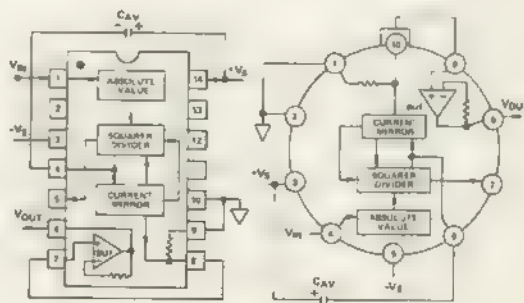 CAV
- +
VIN
-VS
VOUT
+VS
1
2
3
4
5
6
7
14
13
12
10
9
8
ABSOLUTE
VALUE
SQUARER
DIVIDER
CURRENT
MIRROR
BUF
10
1
2
3
4
5
7
+VS
VIN
-VS
VOUT
BUF
CURRENT
MIRROR
SQUARER
DIVIDER
ABSOLUTE
VALUE
CAV
- +